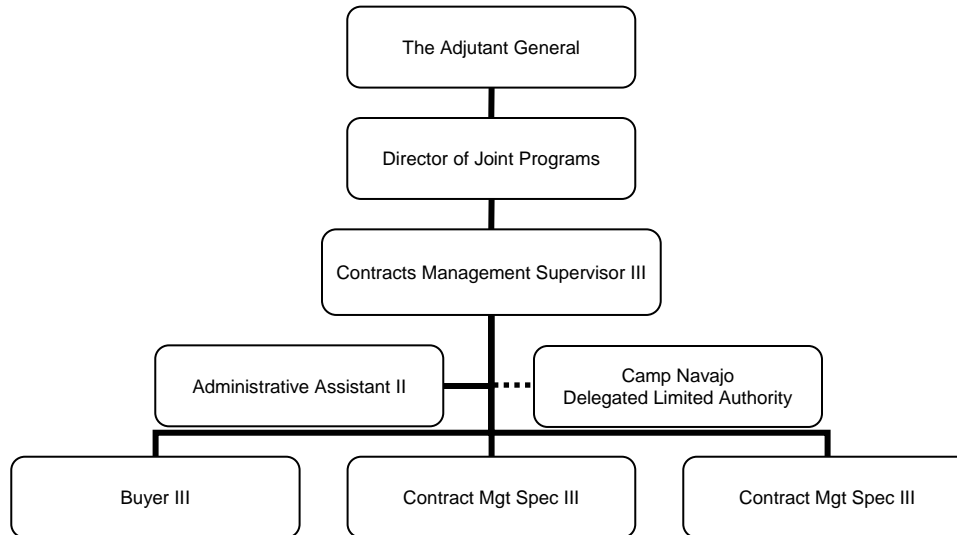 The Adjutant General
Director of Joint Programs
Contracts Management Supervisor III
Administrative Assistant II
Camp Navajo
Delegated Limited Authority
Buyer III
Contract Mgt Spec III
Contract Mgt Spec III